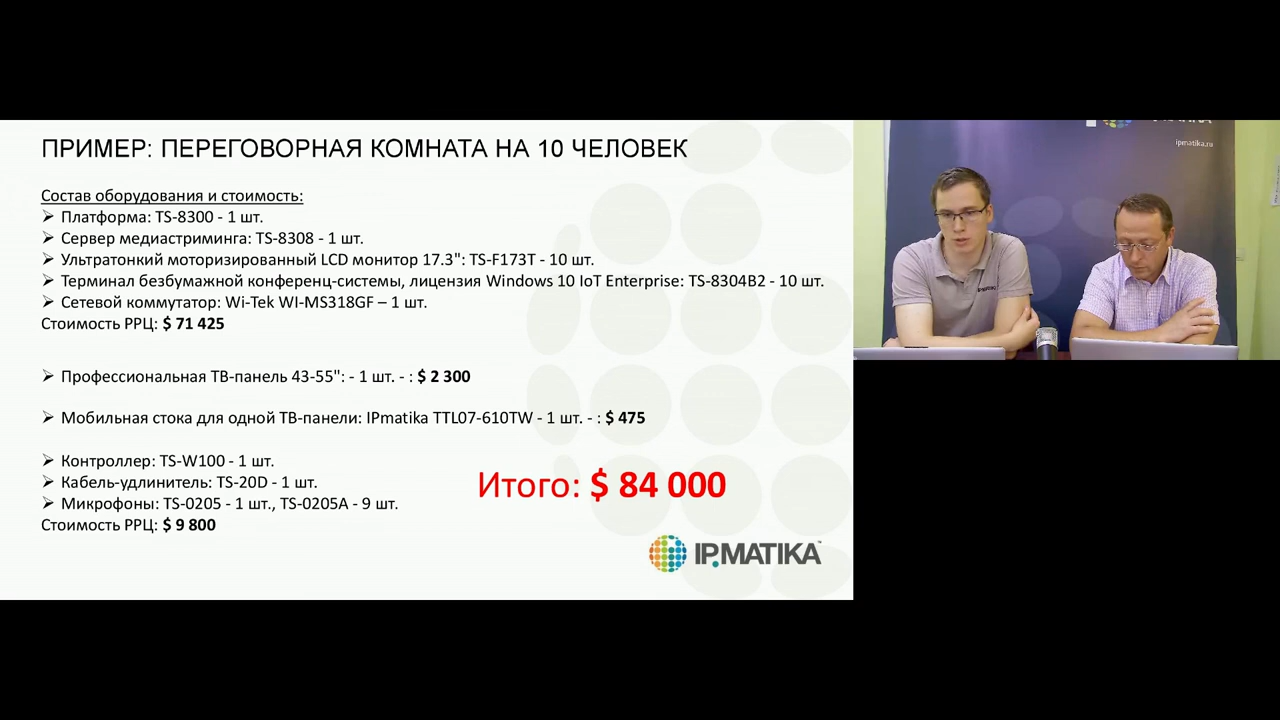 ПРИМЕР: ПЕРЕГОВОРНАЯ КОМНАТА НА 10 ЧЕЛОВЕК
Состав оборудования и стоимость:
➢ Платформа: TS-8300 - 1 шт.
➢ Сервер медиастриминга: TS-8308 - 1 шт.
➢ Ультратонкий моторизированный LCD монитор 17.3": TS-F173T - 10 шт.
➢ Терминал безбумажной конференц-системы, лицензия Windows 10 IoT Enterprise: TS-8304B2 - 10 шт.
➢ Сетевой коммутатор: Wi-Tek WI-MS318GF – 1 шт.
Стоимость РРЦ: $ 71 425
➢ Профессиональная ТВ-панель 43-55": - 1 шт. - : $ 2 300
➢ Мобильная стока для одной ТВ-панели: IPmatika TTL07-610TW - 1 шт. - : $ 475
➢ Контроллер: TS-W100 - 1 шт.
➢ Кабель-удлинитель: TS-20D - 1 шт.
➢ Микрофоны: TS-0205 - 1 шт., TS-0205A - 9 шт.
Стоимость РРЦ: $ 9 800
Итого: $ 84 000
IP.MATIKA™
ipmatika.ru